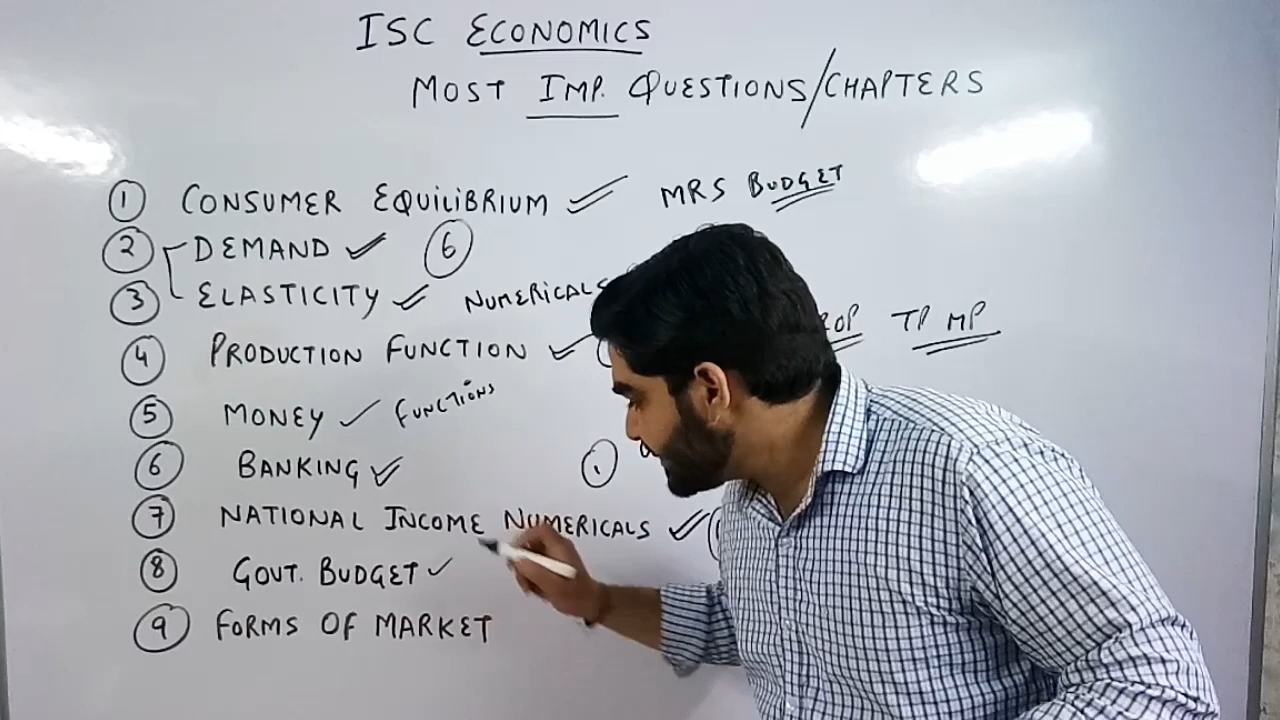 ISC ECONOMICS
MOST IMP. QUESTIONS/CHAPTERS
1 CONSUMER EQUILIBRIUM ✓ MRS BUDGET
2 DEMAND ✓ 6
3 ELASTICITY ✓ NUMERICALS
4 PRODUCTION FUNCTION ✓ TP MP
5 MONEY ✓ FUNCTIONS
6 BANKING ✓
7 NATIONAL INCOME NUMERICALS ✓
8 GOVT. BUDGET ✓
9 FORMS OF MARKET